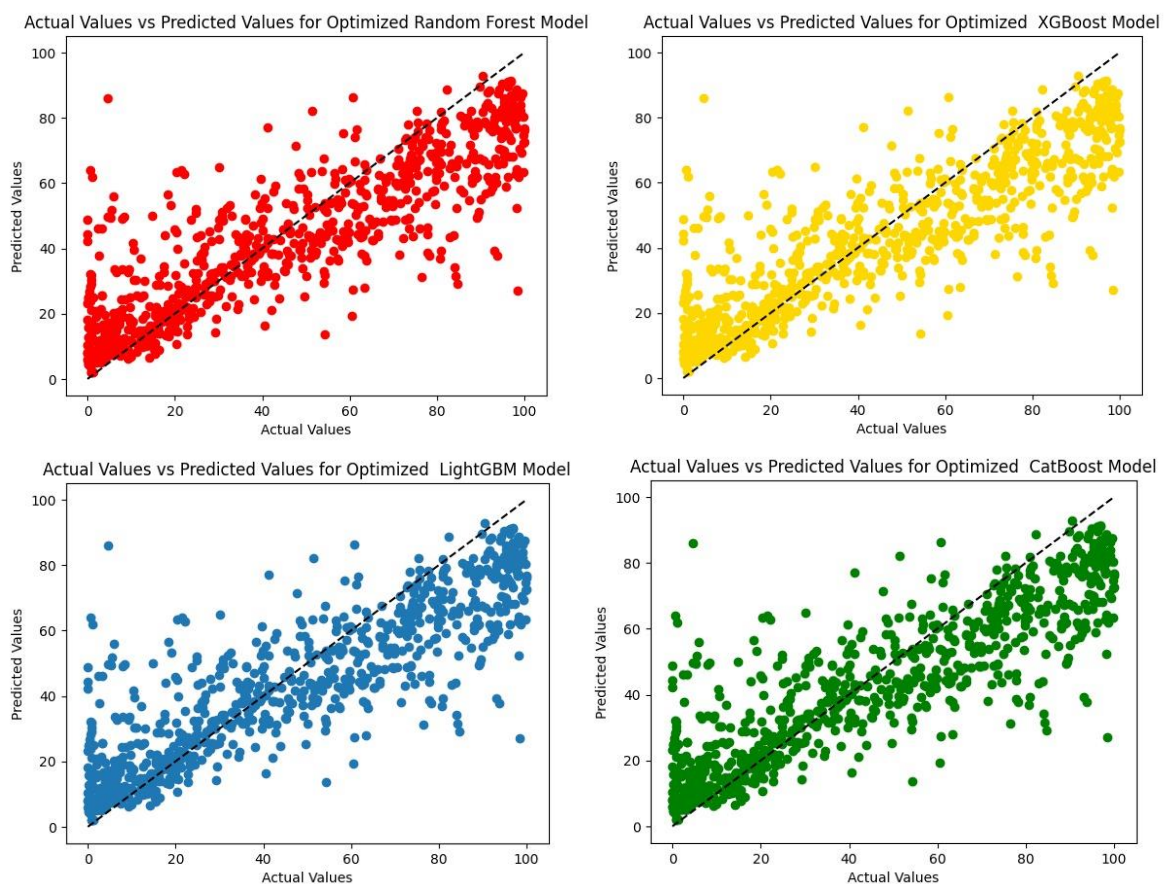 Actual Values vs Predicted Values for Optimized Random Forest Model
100
80
60
40
20
0
Predicted Values
0 20 40 60 80 100
Actual Values
Actual Values vs Predicted Values for Optimized  XGBoost Model
100
80
60
40
20
0
Predicted Values
0 20 40 60 80 100
Actual Values
Actual Values vs Predicted Values for Optimized  LightGBM Model
100
80
60
40
20
0
Predicted Values
0 20 40 60 80 100
Actual Values
Actual Values vs Predicted Values for Optimized  CatBoost Model
100
80
60
40
20
0
Predicted Values
0 20 40 60 80 100
Actual Values